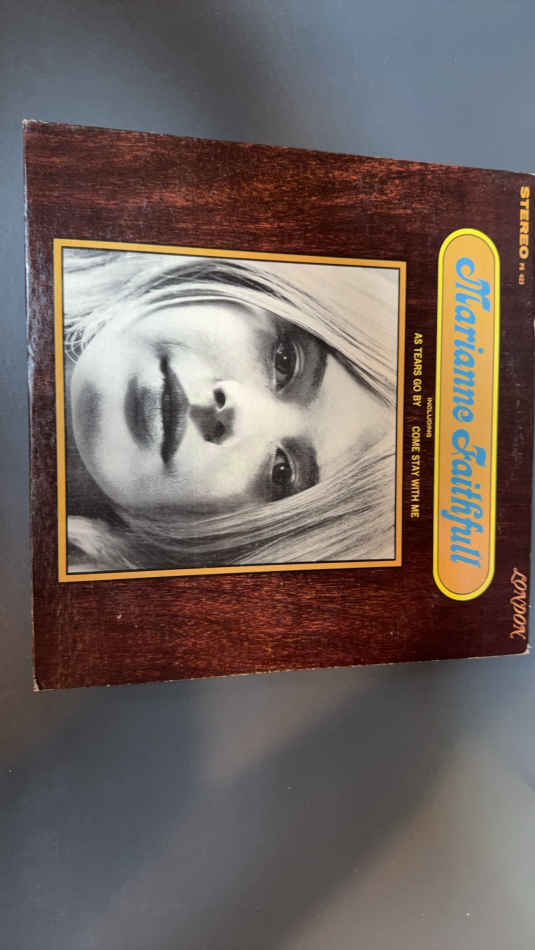 STEREO
LONDON
Marianne Faithfull
INCLUDING
AS TEARS GO BY / COME STAY WITH ME